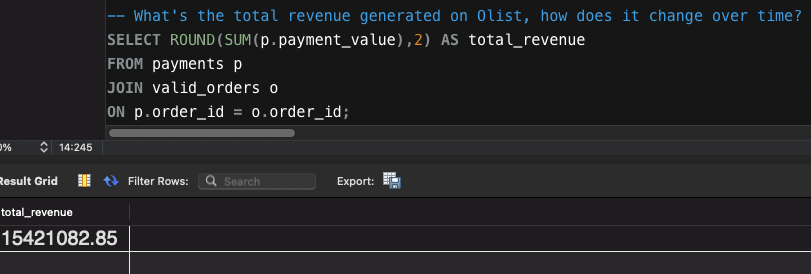 -- What's the total revenue generated on Olist, how does it change over time?
SELECT ROUND(SUM(p.payment_value),2) AS total_revenue
FROM payments p
JOIN valid_orders o
ON p.order_id = o.order_id;
0% 14:245
Result Grid Filter Rows: Search Export:
total_revenue
15421082.85